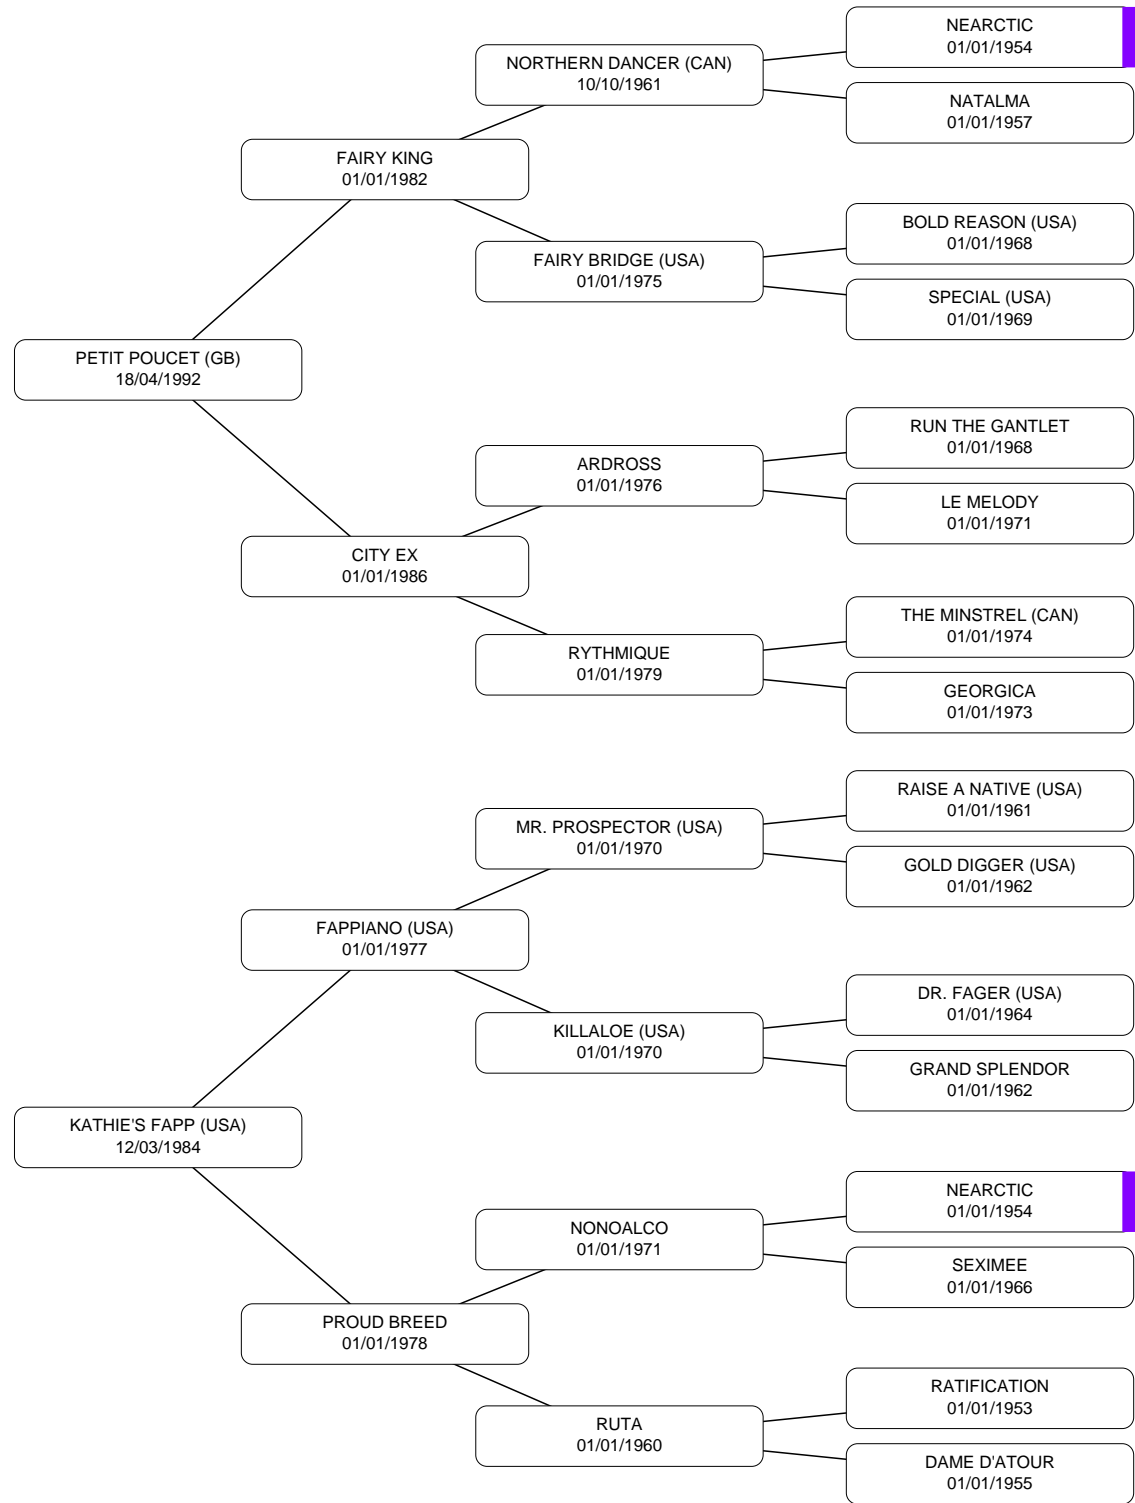 NEARCTIC
01/01/1954
NORTHERN DANCER (CAN)
10/10/1961
NATALMA
01/01/1957
FAIRY KING
01/01/1982
BOLD REASON (USA)
01/01/1968
FAIRY BRIDGE (USA)
01/01/1975
SPECIAL (USA)
01/01/1969
PETIT POUCET (GB)
18/04/1992
RUN THE GANTLET
01/01/1968
ARDROSS
01/01/1976
LE MELODY
01/01/1971
CITY EX
01/01/1986
THE MINSTREL (CAN)
01/01/1974
RYTHMIQUE
01/01/1979
GEORGICA
01/01/1973
RAISE A NATIVE (USA)
01/01/1961
MR. PROSPECTOR (USA)
01/01/1970
GOLD DIGGER (USA)
01/01/1962
FAPPIANO (USA)
01/01/1977
DR. FAGER (USA)
01/01/1964
KILLALOE (USA)
01/01/1970
GRAND SPLENDOR
01/01/1962
KATHIE'S FAPP (USA)
12/03/1984
NEARCTIC
01/01/1954
NONOALCO
01/01/1971
SEXIMEE
01/01/1966
PROUD BREED
01/01/1978
RATIFICATION
01/01/1953
RUTA
01/01/1960
DAME D'ATOUR
01/01/1955